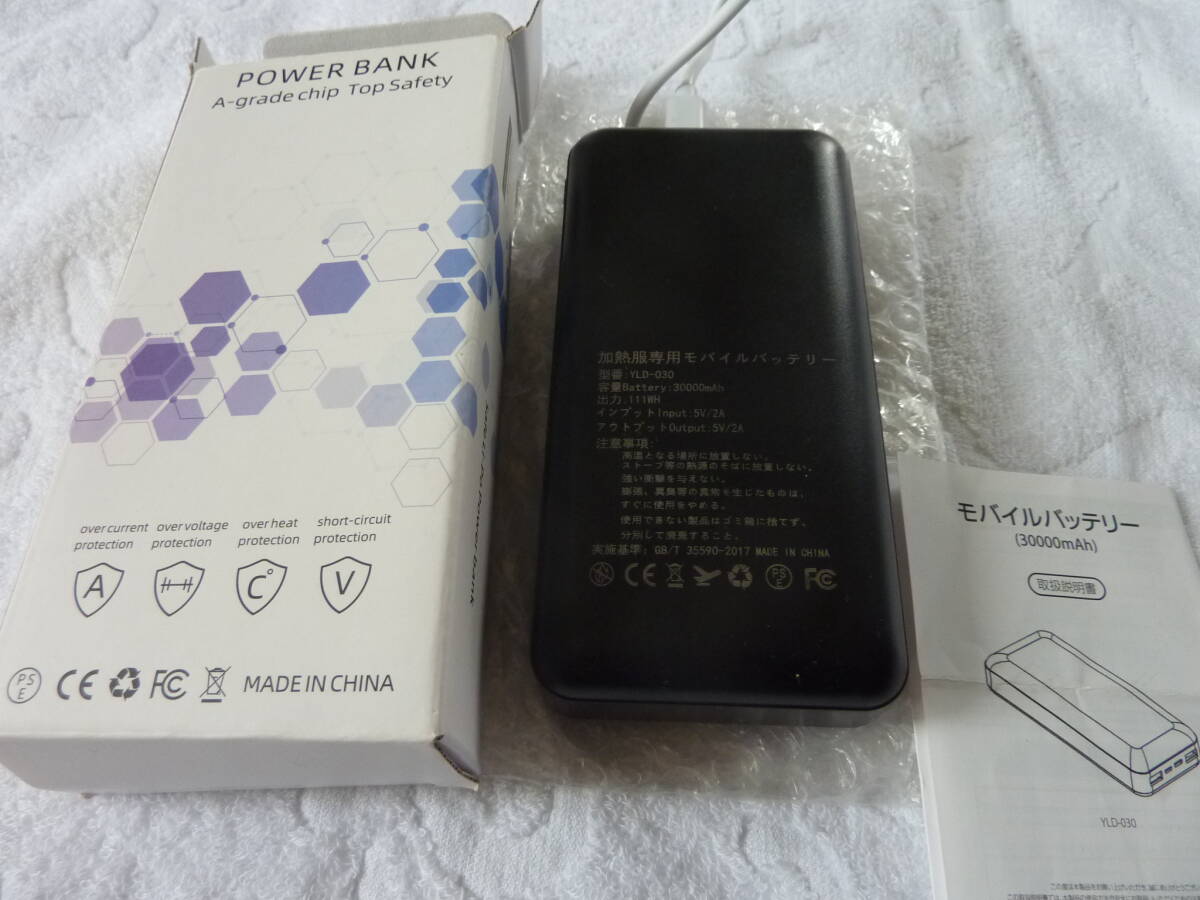 POWER BANK
A-grade chip Top Safety
over current protection
over voltage protection
over heat protection
short-circuit protection
A
C°
V
PSE
CE
FC
MADE IN CHINA
加熱服専用モバイルバッテリー
型番:YLD-030
容量Battery:30000mAh
出力:111WH
インプットInput:5V/2A
アウトプットOutput:5V/2A
注意事項:
高温となる場所に放置しない。
ストーブ等の熱源のそばに放置しない。
強い衝撃を与えない。
膨張、異臭等の異常を生じたものは、
すぐに使用をやめる。
使用できない製品はゴミ箱に捨てず、
分別して廃棄すること。
実施基準: GB/T 35590-2017 MADE IN CHINA
CE
PSE
FC
モバイルバッテリー
(30000mAh)
取扱説明書
YLD-030